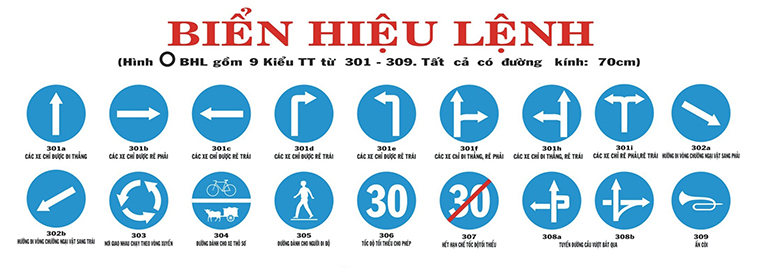 BIỂN HIỆU LỆNH
(Hình O BHL gồm 9 Kiểu TT từ 301 - 309. Tất cả có đường kính: 70cm)
301a 301b 301c 301d 301e 301f 301h 301i 302a
CÁC XE CHỈ ĐƯỢC ĐI THẲNG CÁC XE CHỈ ĐƯỢC RẼ PHẢI CÁC XE CHỈ ĐƯỢC RẼ TRÁI CÁC XE CHỈ ĐƯỢC RẼ PHẢI CÁC XE CHỈ ĐƯỢC RẼ TRÁI CÁC XE CHỈ ĐI THẲNG, RẼ PHẢI CÁC XE CHỈ ĐI THẲNG, RẼ TRÁI CÁC XE CHỈ RẼ PHẢI,RẼ TRÁI HƯỚNG ĐI VÒNG CHƯỚNG NGẠI VẬT SANG PHẢI
30 30
302b 303 304 305 306 307 308a 308b 309
HƯỚNG ĐI VÒNG CHƯỚNG NGẠI VẬT SANG TRÁI NƠI GIAO NHAU CHẠY THEO VÒNG XUYẾN ĐƯỜNG DÀNH CHO XE THÔ SƠ ĐƯỜNG DÀNH CHO NGƯỜI ĐI BỘ TỐC ĐỘ TỐI THIỂU CHO PHÉP HẾT HẠN CHẾ TỐC ĐỘTỐI THIỂU TUYẾN ĐƯỜNG CẦU VƯỢT BẮT QUA ẤN CÒI